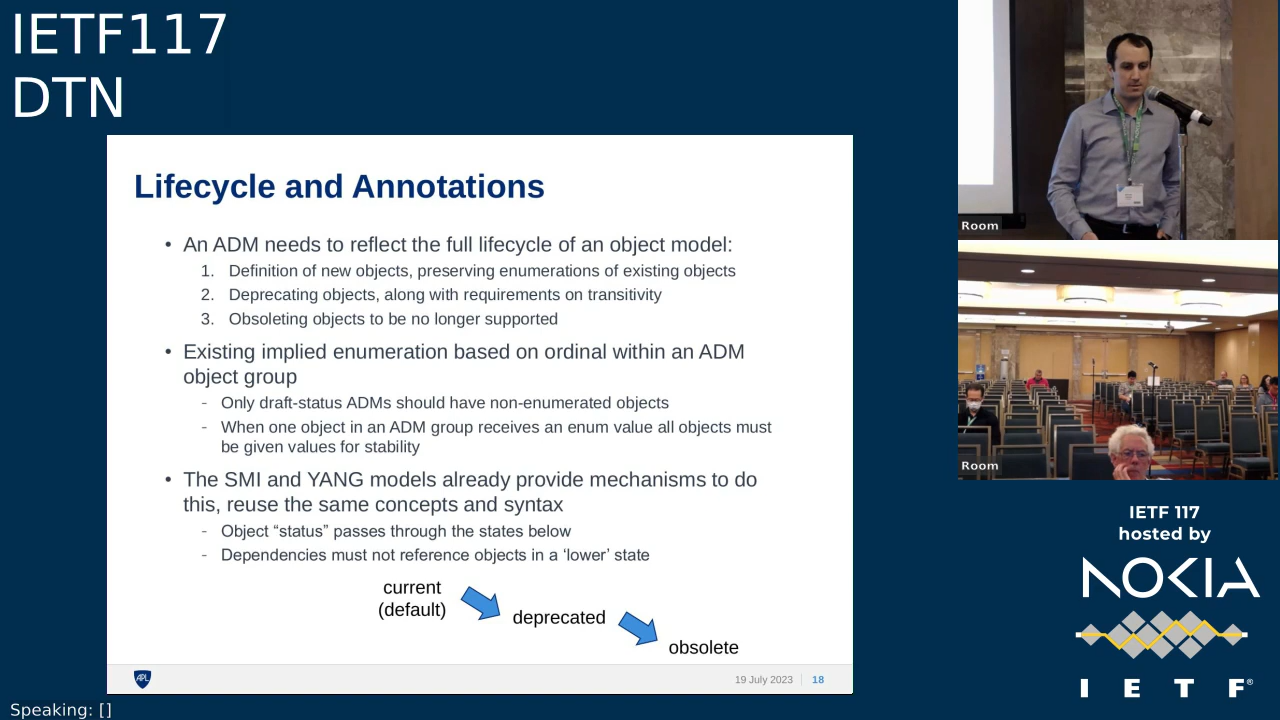 IETF117
DTN
Lifecycle and Annotations
• An ADM needs to reflect the full lifecycle of an object model:
1. Definition of new objects, preserving enumerations of existing objects
2. Deprecating objects, along with requirements on transitivity
3. Obsoleting objects to be no longer supported
• Existing implied enumeration based on ordinal within an ADM
object group
- Only draft-status ADMs should have non-enumerated objects
- When one object in an ADM group receives an enum value all objects must
be given values for stability
• The SMI and YANG models already provide mechanisms to do
this, reuse the same concepts and syntax
- Object “status” passes through the states below
- Dependencies must not reference objects in a ‘lower’ state
current
(default)
deprecated
obsolete
APL
19 July 2023
18
Room
Room
IETF 117
hosted by
NOKIA
I E T F®
Speaking: []